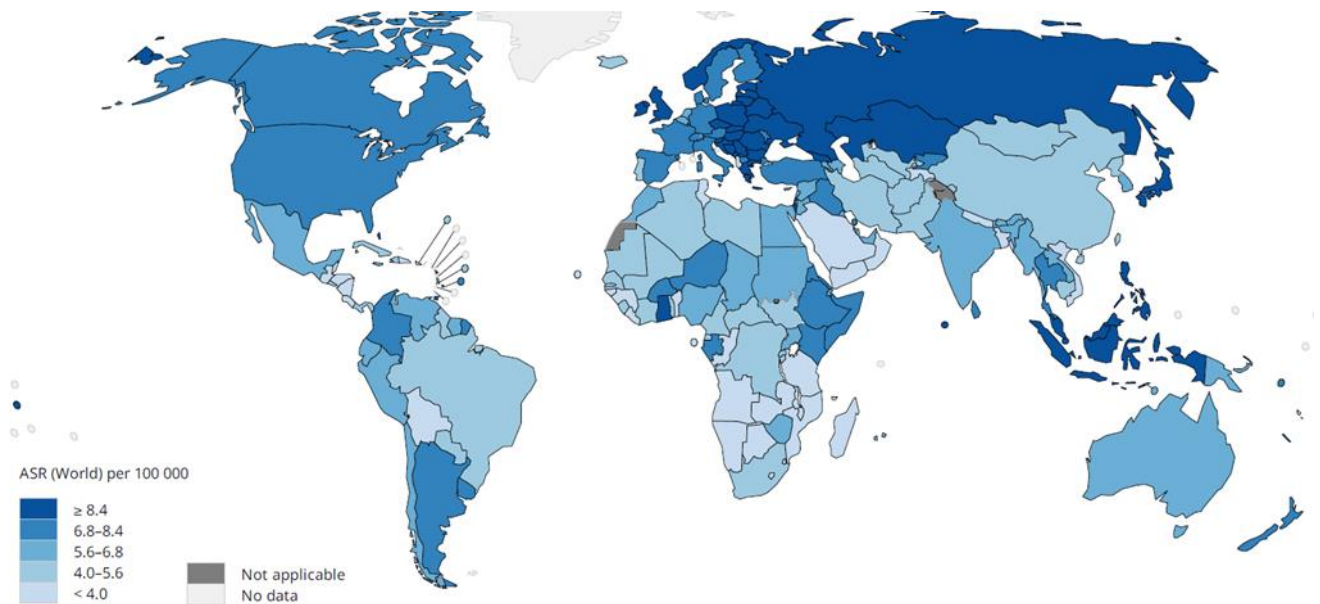 ASR (World) per 100 000
≥ 8.4
6.8–8.4
5.6–6.8
4.0–5.6
< 4.0
Not applicable
No data